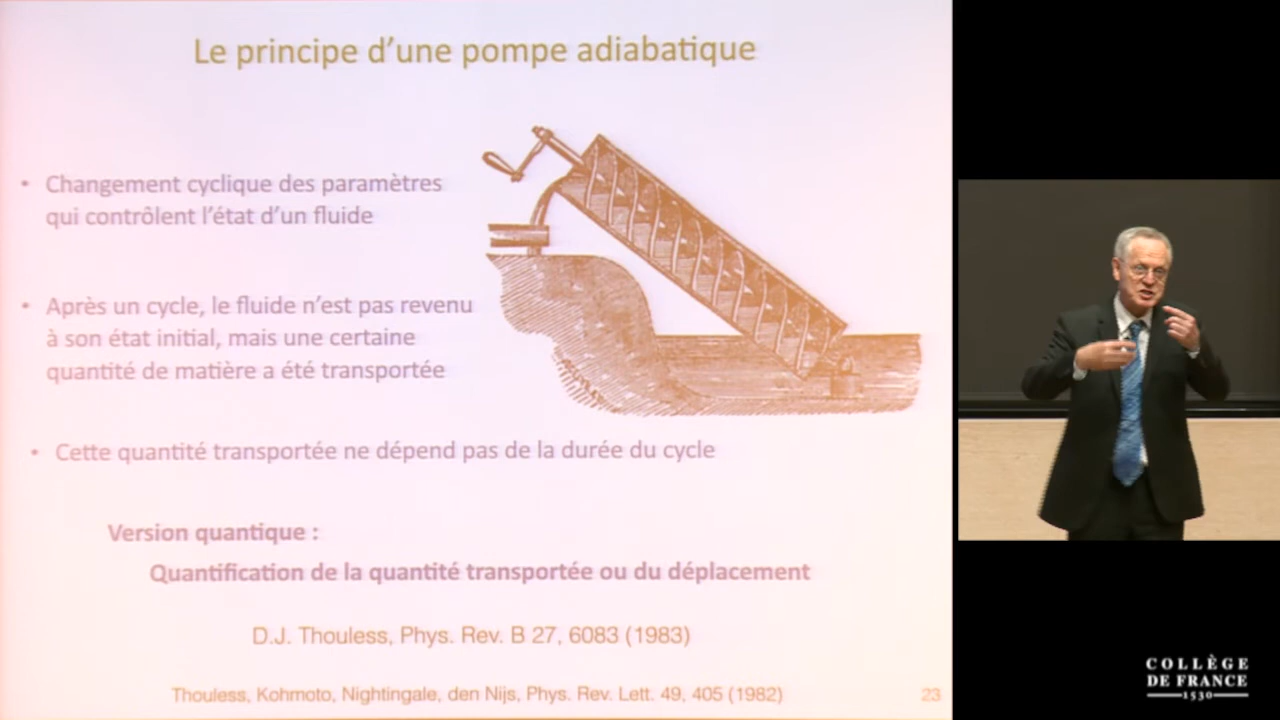 Le principe d'une pompe adiabatique
• Changement cyclique des paramètres
qui contrôlent l'état d'un fluide
• Après un cycle, le fluide n'est pas revenu
à son état initial, mais une certaine
quantité de matière a été transportée
• Cette quantité transportée ne dépend pas de la durée du cycle
Version quantique :
Quantification de la quantité transportée ou du déplacement
D.J. Thouless, Phys. Rev. B 27, 6083 (1983)
Thouless, Kohmoto, Nightingale, den Nijs, Phys. Rev. Lett. 49, 405 (1982)
23
COLLÈGE
DE FRANCE
1530